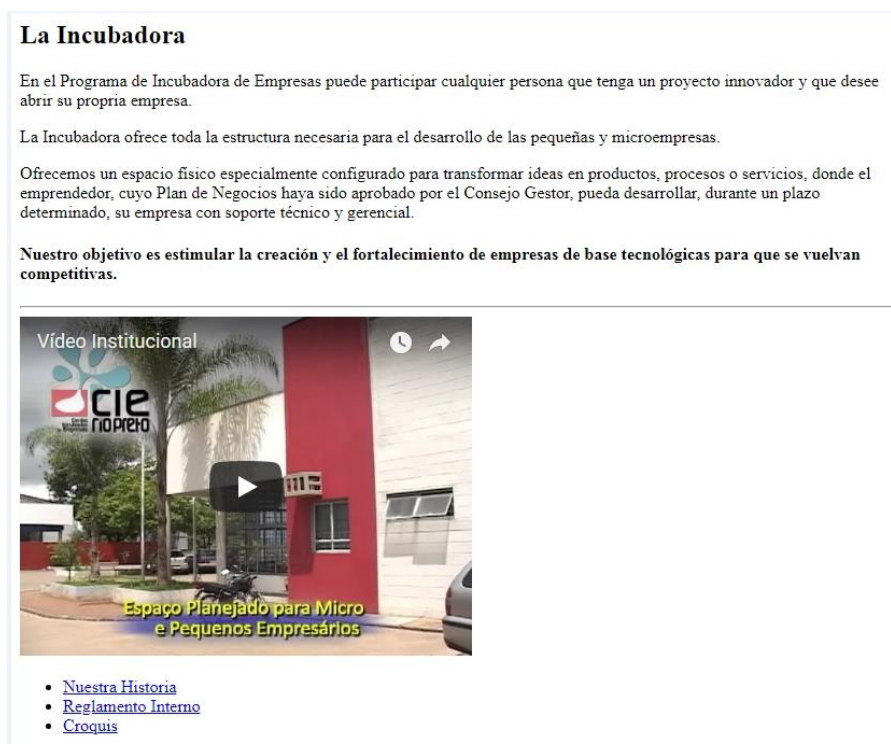 La Incubadora
En el Programa de Incubadora de Empresas puede participar cualquier persona que tenga un proyecto innovador y que desee
abrir su propria empresa.
La Incubadora ofrece toda la estructura necesaria para el desarrollo de las pequeñas y microempresas.
Ofrecemos un espacio físico especialmente configurado para transformar ideas en productos, procesos o servicios, donde el
emprendedor, cuyo Plan de Negocios haya sido aprobado por el Consejo Gestor, pueda desarrollar, durante un plazo
determinado, su empresa con soporte técnico y gerencial.
Nuestro objetivo es estimular la creación y el fortalecimiento de empresas de base tecnológicas para que se vuelvan
competitivas.
Vídeo Institucional
cie
rio preto
Espaço Planejado para Micro
e Pequenos Empresários
Nuestra Historia
Reglamento Interno
Croquis